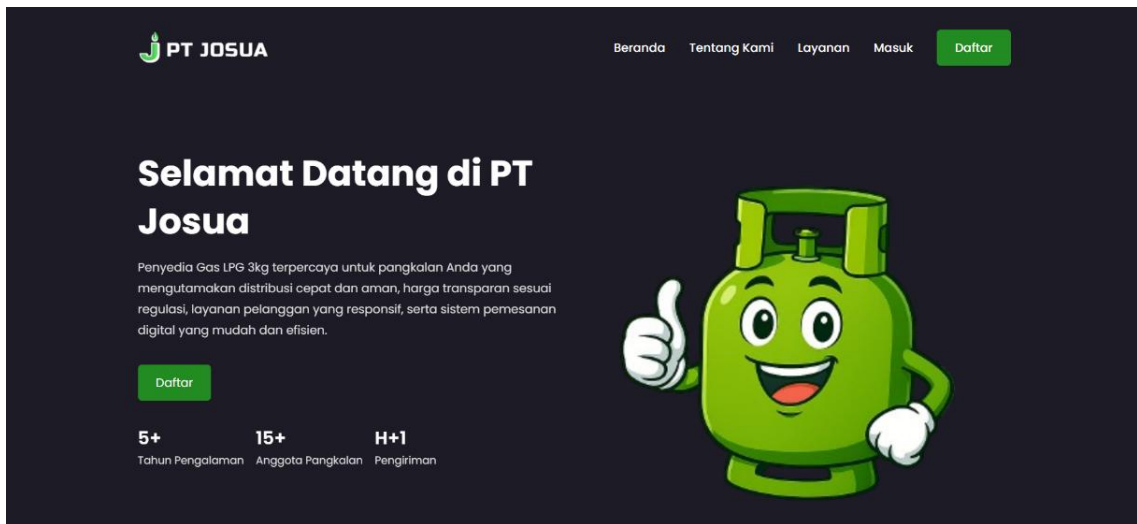 PT JOSUA
Beranda Tentang Kami Layanan Masuk Daftar
Selamat Datang di PT
Josua
Penyedia Gas LPG 3kg terpercaya untuk pangkalan Anda yang
mengutamakan distribusi cepat dan aman, harga transparan sesuai
regulasi, layanan pelanggan yang responsif, serta sistem pemesanan
digital yang mudah dan efisien.
Daftar
5+ 15+ H+1
Tahun Pengalaman Anggota Pangkalan Pengiriman